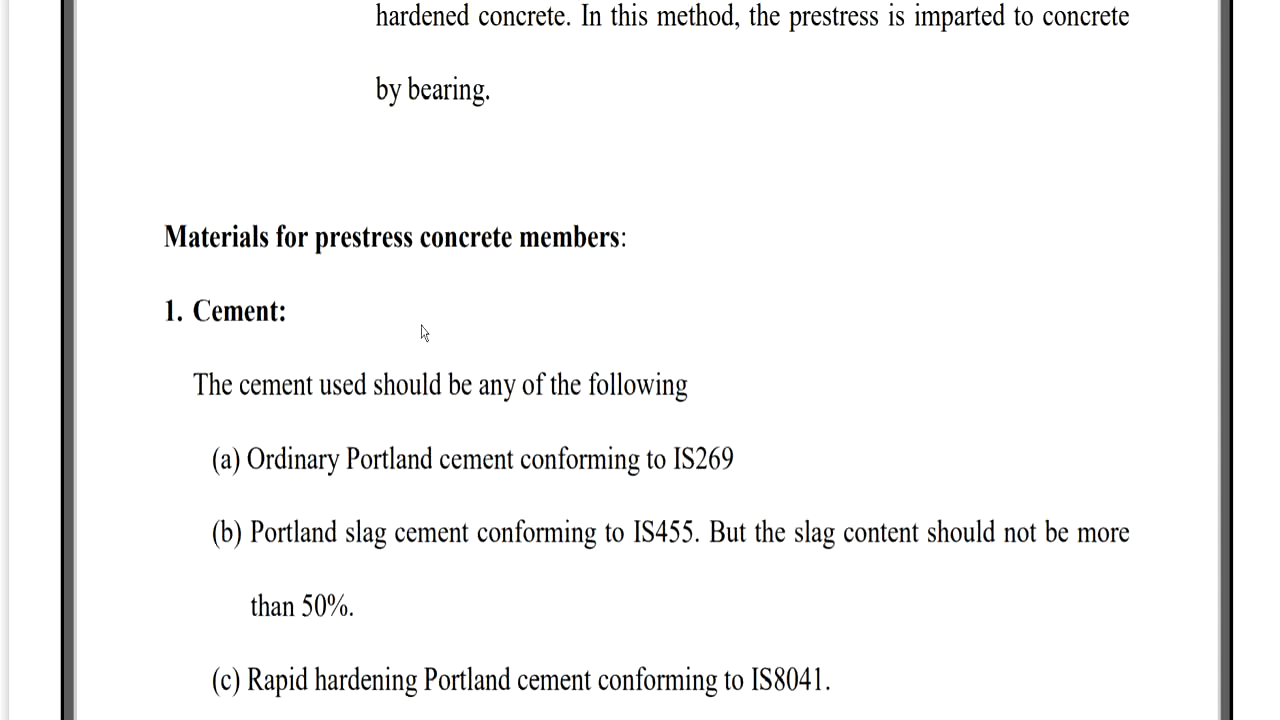 hardened concrete. In this method, the prestress is imparted to concrete
by bearing.
Materials for prestress concrete members:
1. Cement:
The cement used should be any of the following
(a) Ordinary Portland cement conforming to IS269
(b) Portland slag cement conforming to IS455. But the slag content should not be more
than 50%.
(c) Rapid hardening Portland cement conforming to IS8041.